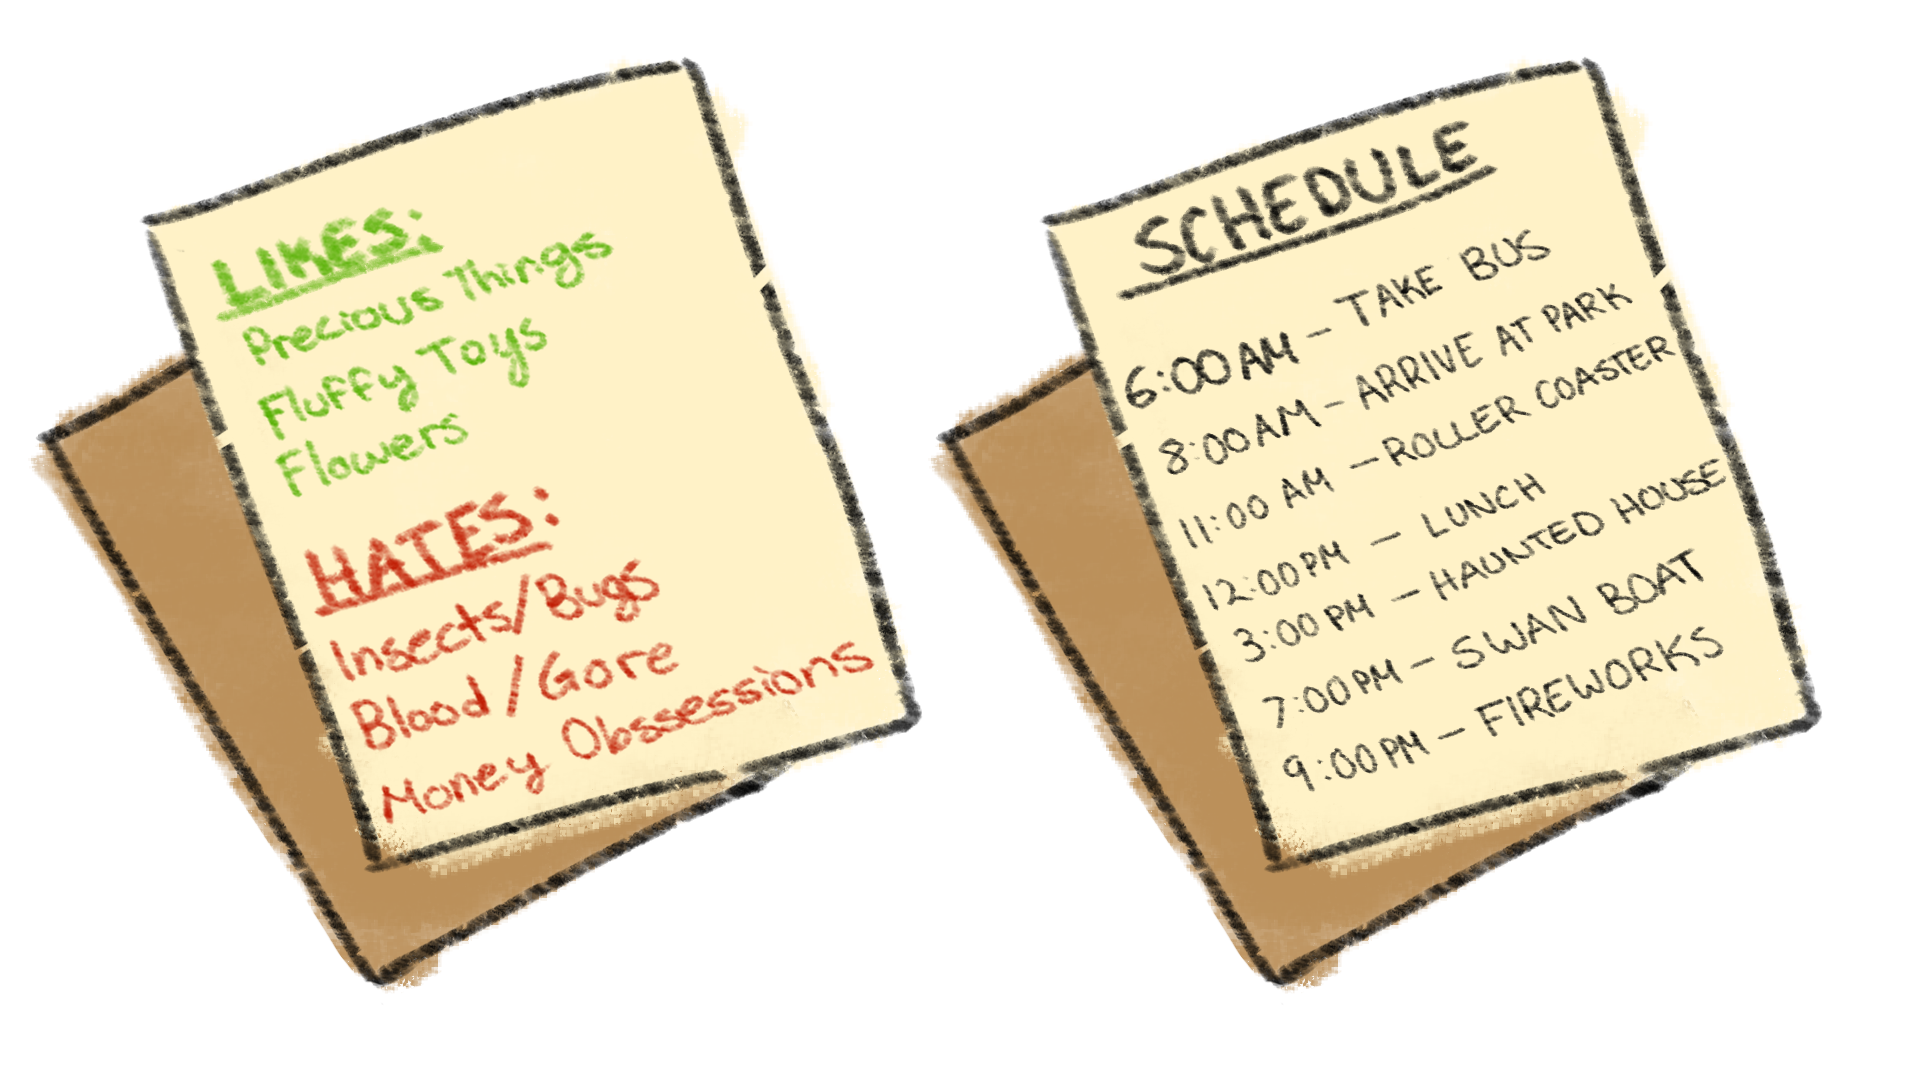 LIKES:
Precious Things
Fluffy Toys
Flowers
HATES:
Insects/Bugs
Blood/Gore
Money Obssessions
SCHEDULE
6:00 AM - TAKE BUS
8:00 AM - ARRIVE AT PARK
11:00 AM - ROLLER COASTER
12:00 PM - LUNCH
3:00 PM - HAUNTED HOUSE
7:00 PM - SWAN BOAT
9:00 PM - FIREWORKS